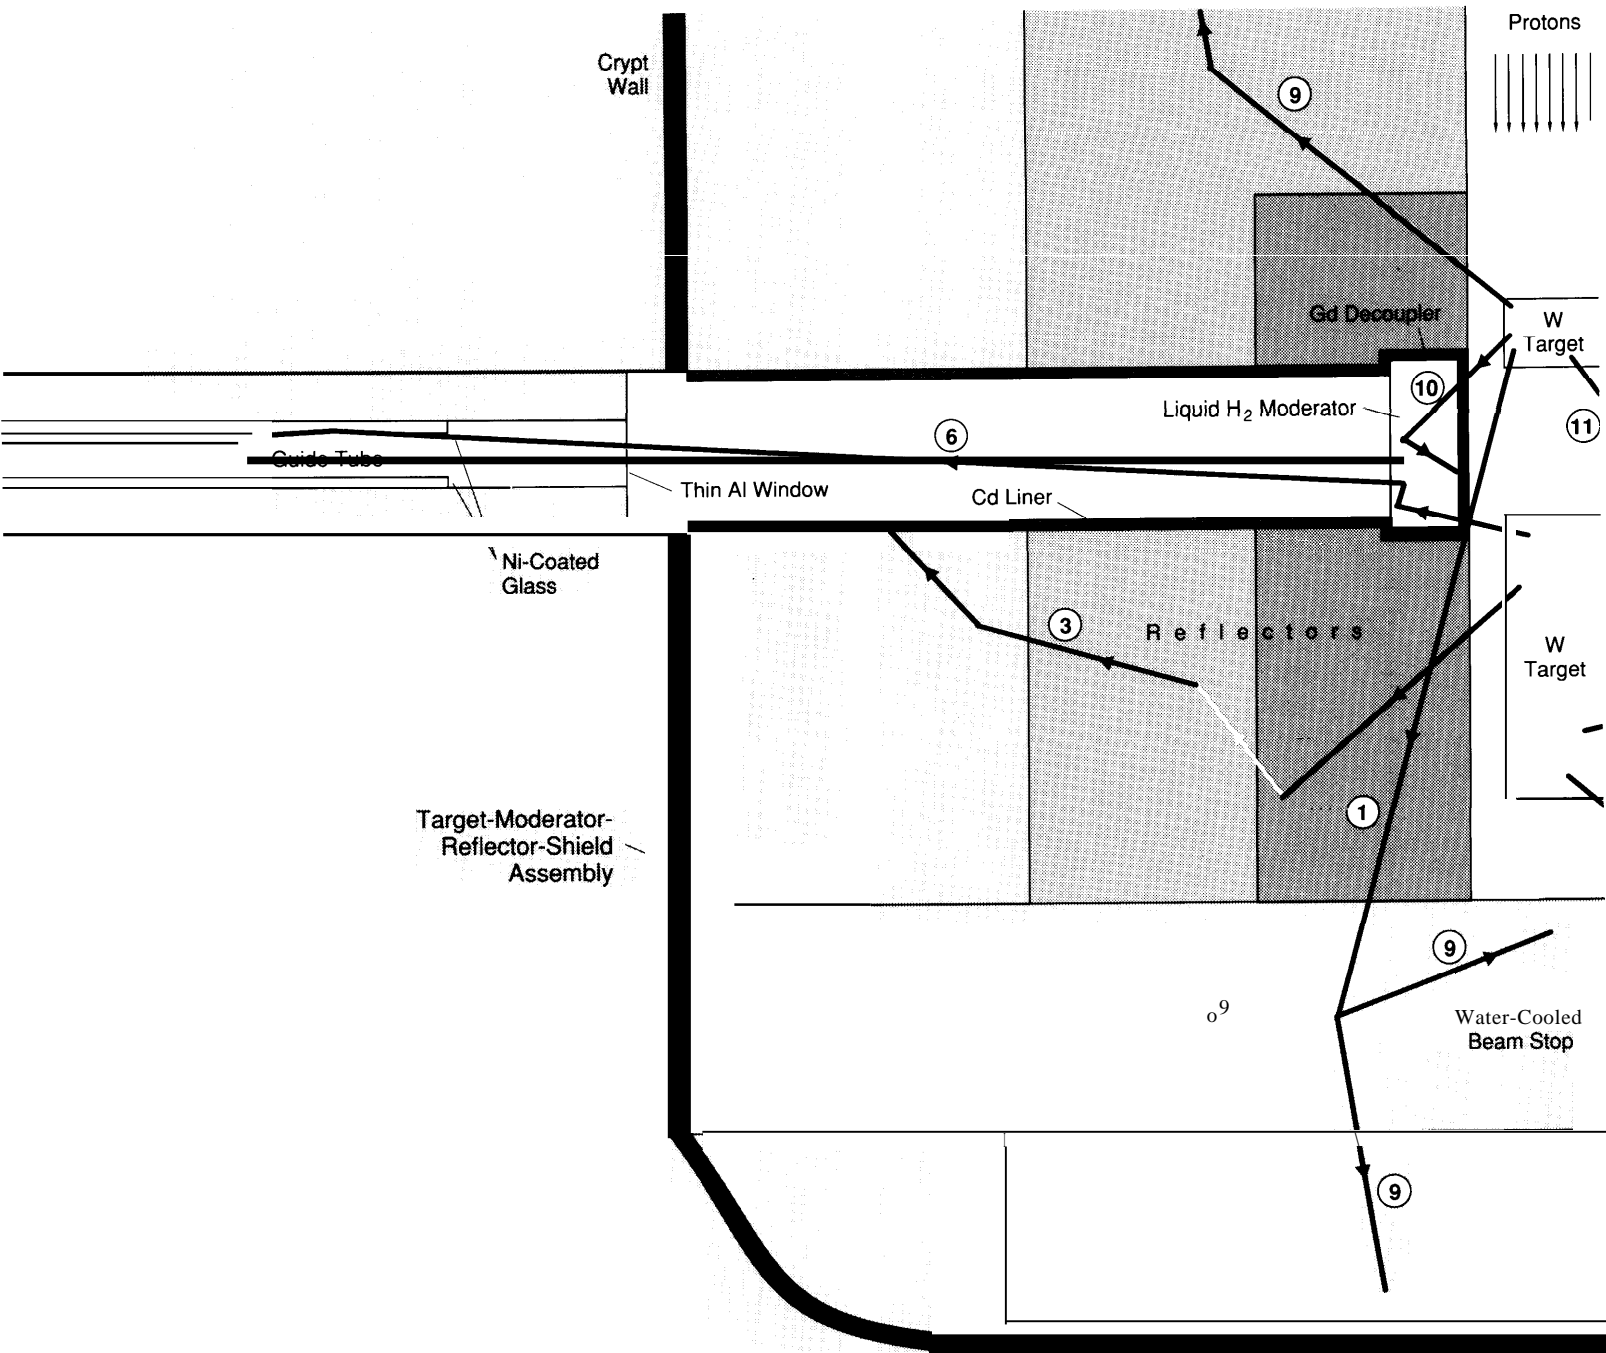 Protons
Crypt
Wall
9
Gd Decoupler
W
Target
10
Liquid H2 Moderator
11
6
Guide Tube
Thin Al Window
Cd Liner
Ni-Coated
Glass
3
Reflectors
W
Target
1
Target-Moderator-
Reflector-Shield
Assembly
9
o9
Water-Cooled
Beam Stop
9